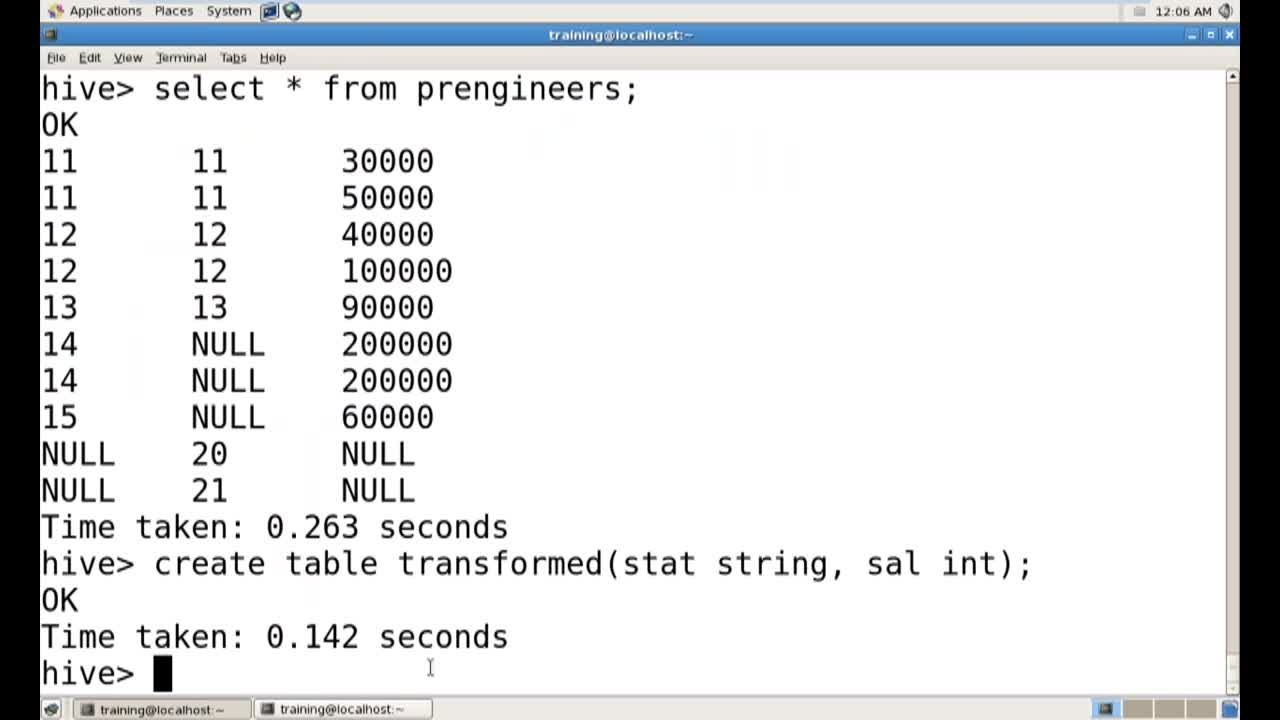 Applications Places System 12:06 AM
training@localhost:~
File Edit View Terminal Tabs Help
hive> select * from prengineers;
OK
11 11 30000
11 11 50000
12 12 40000
12 12 100000
13 13 90000
14 NULL 200000
14 NULL 200000
15 NULL 60000
NULL 20 NULL
NULL 21 NULL
Time taken: 0.263 seconds
hive> create table transformed(stat string, sal int);
OK
Time taken: 0.142 seconds
hive>
training@localhost:~ training@localhost:~